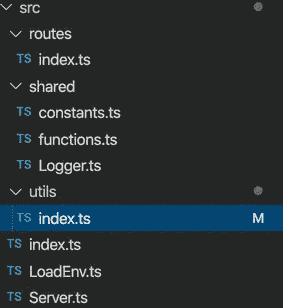 src
routes
TS index.ts
shared
TS constants.ts
TS functions.ts
TS Logger.ts
utils
TS index.ts M
TS index.ts
TS LoadEnv.ts
TS Server.ts